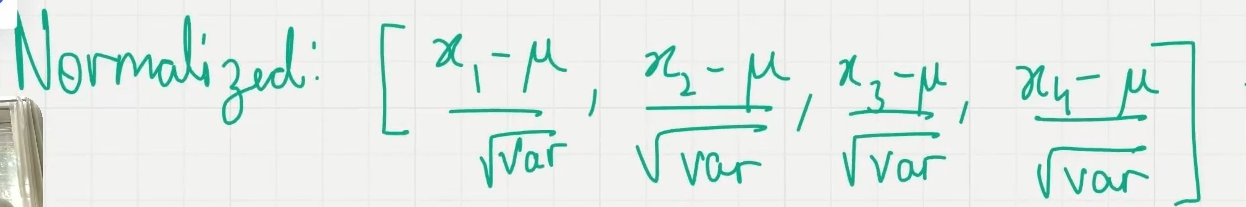 Normalized: [ (x₁ - μ)/√Var , (x₂ - μ)/√var , (x₃ - μ)/√Var , (x₄ - μ)/√var ]